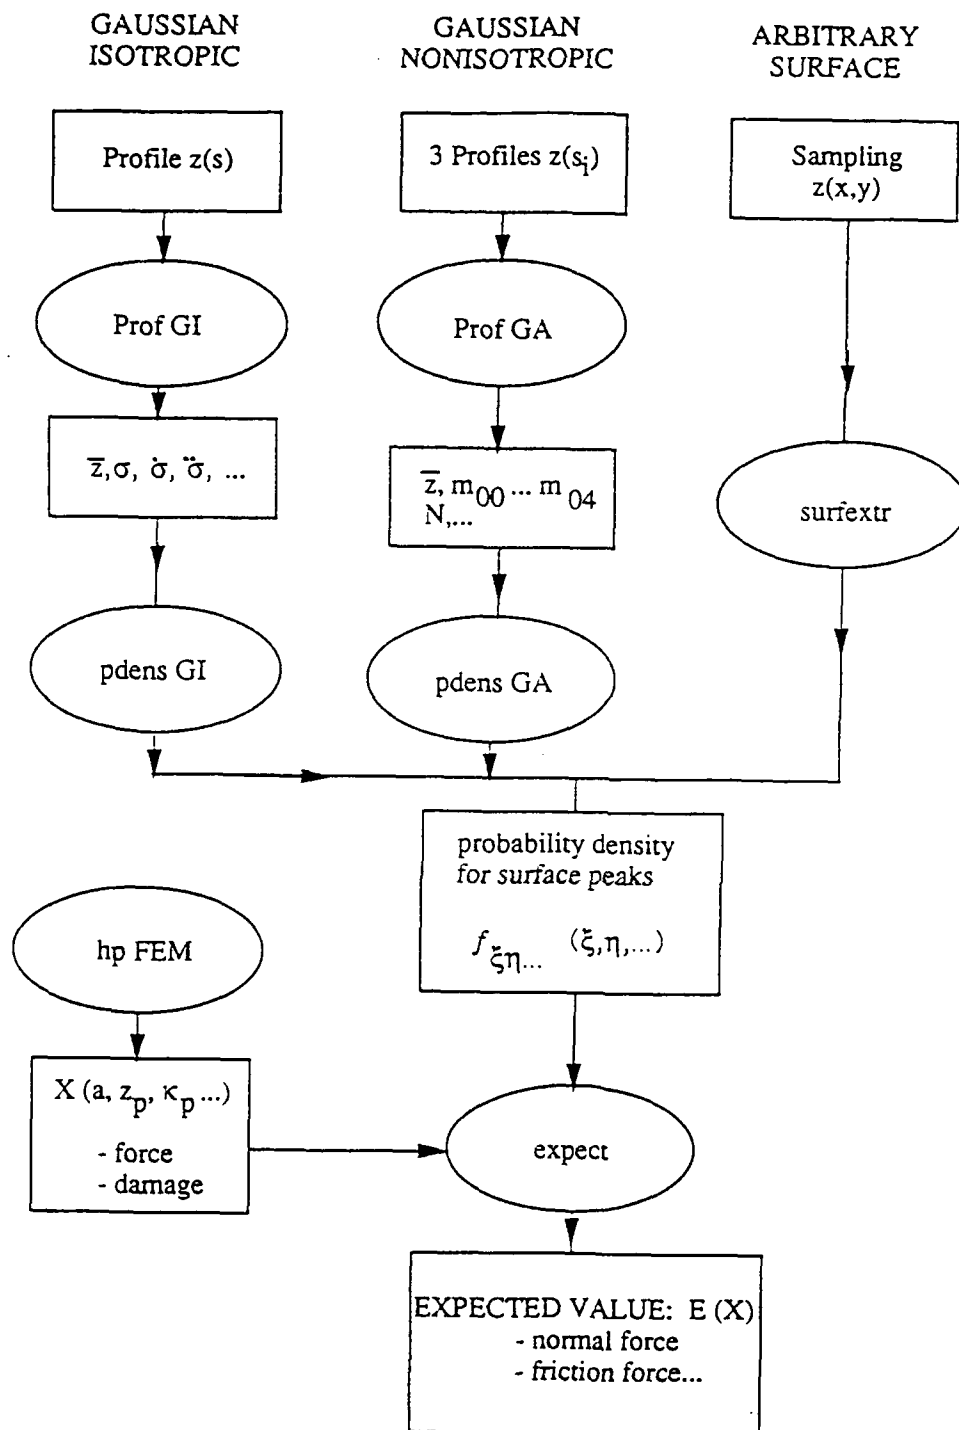 GAUSSIAN
ISOTROPIC
GAUSSIAN
NONISOTROPIC
ARBITRARY
SURFACE
Profile z(s)
3 Profiles z(sᵢ)
Sampling
z(x,y)
Prof GI
Prof GA
z̅,σ, σ̇, σ̈, ...
z̅, m₀₀ ... m₀₄
N,...
surfextr
pdens GI
pdens GA
probability density
for surface peaks
f_ξη... (ξ,η,...)
hp FEM
X (a, z_p, κ_p ...)
- force
- damage
expect
EXPECTED VALUE: E (X)
- normal force
- friction force...